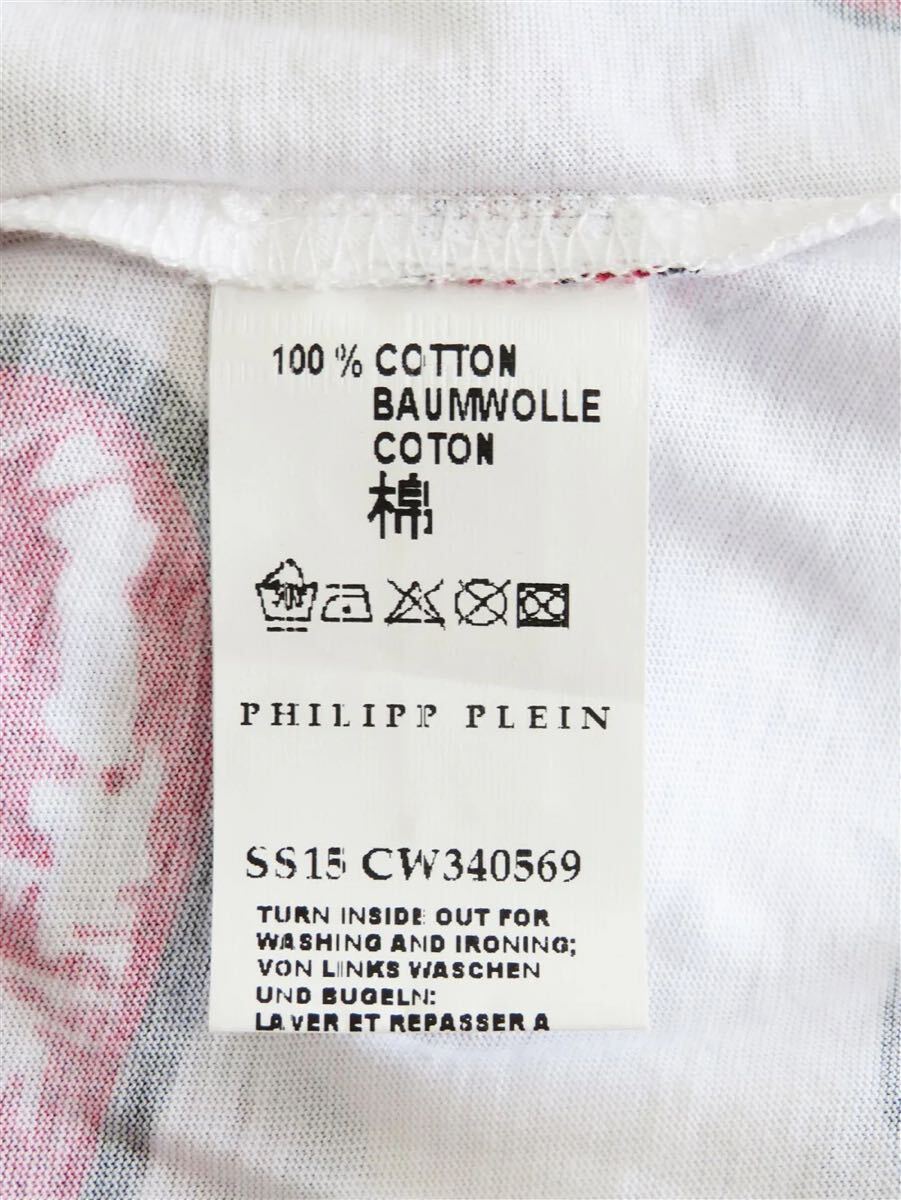 100 % COTTON
BAUMWOLLE
COTON
棉
30
PHILIPP PLEIN
SS15 CW340569
TURN INSIDE OUT FOR
WASHING AND IRONING;
VON LINKS WASCHEN
UND BUGELN:
LAVER ET REPASSER A